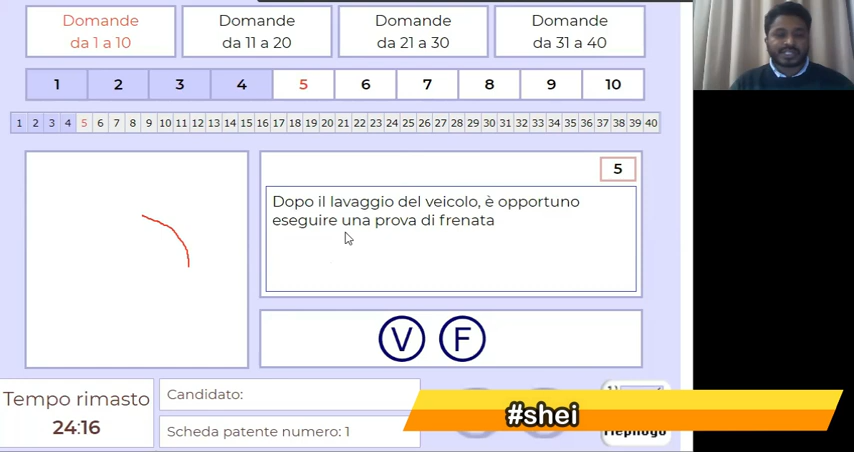 Domande
da 1 a 10
Domande
da 11 a 20
Domande
da 21 a 30
Domande
da 31 a 40
1 2 3 4 5 6 7 8 9 10
1 2 3 4 5 6 7 8 9 10 11 12 13 14 15 16 17 18 19 20 21 22 23 24 25 26 27 28 29 30 31 32 33 34 35 36 37 38 39 40
5
Dopo il lavaggio del veicolo, è opportuno
eseguire una prova di frenata
V F
Tempo rimasto
24:16
Candidato:
Scheda patente numero: 1
#shei